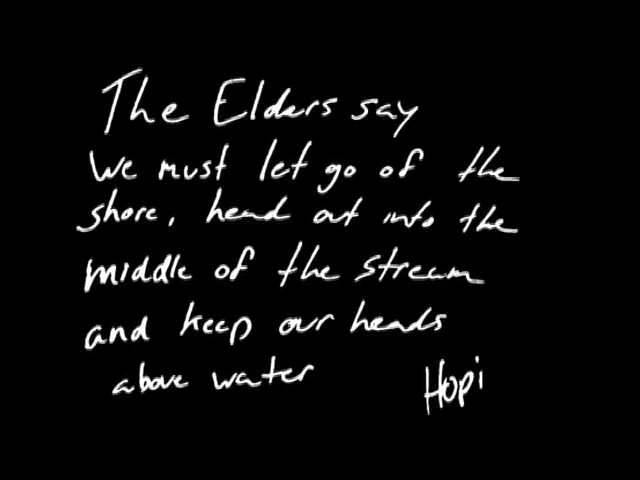 The Elders say
We must let go of the
shore, head out into the
middle of the stream
and keep our heads
above water
Hopi